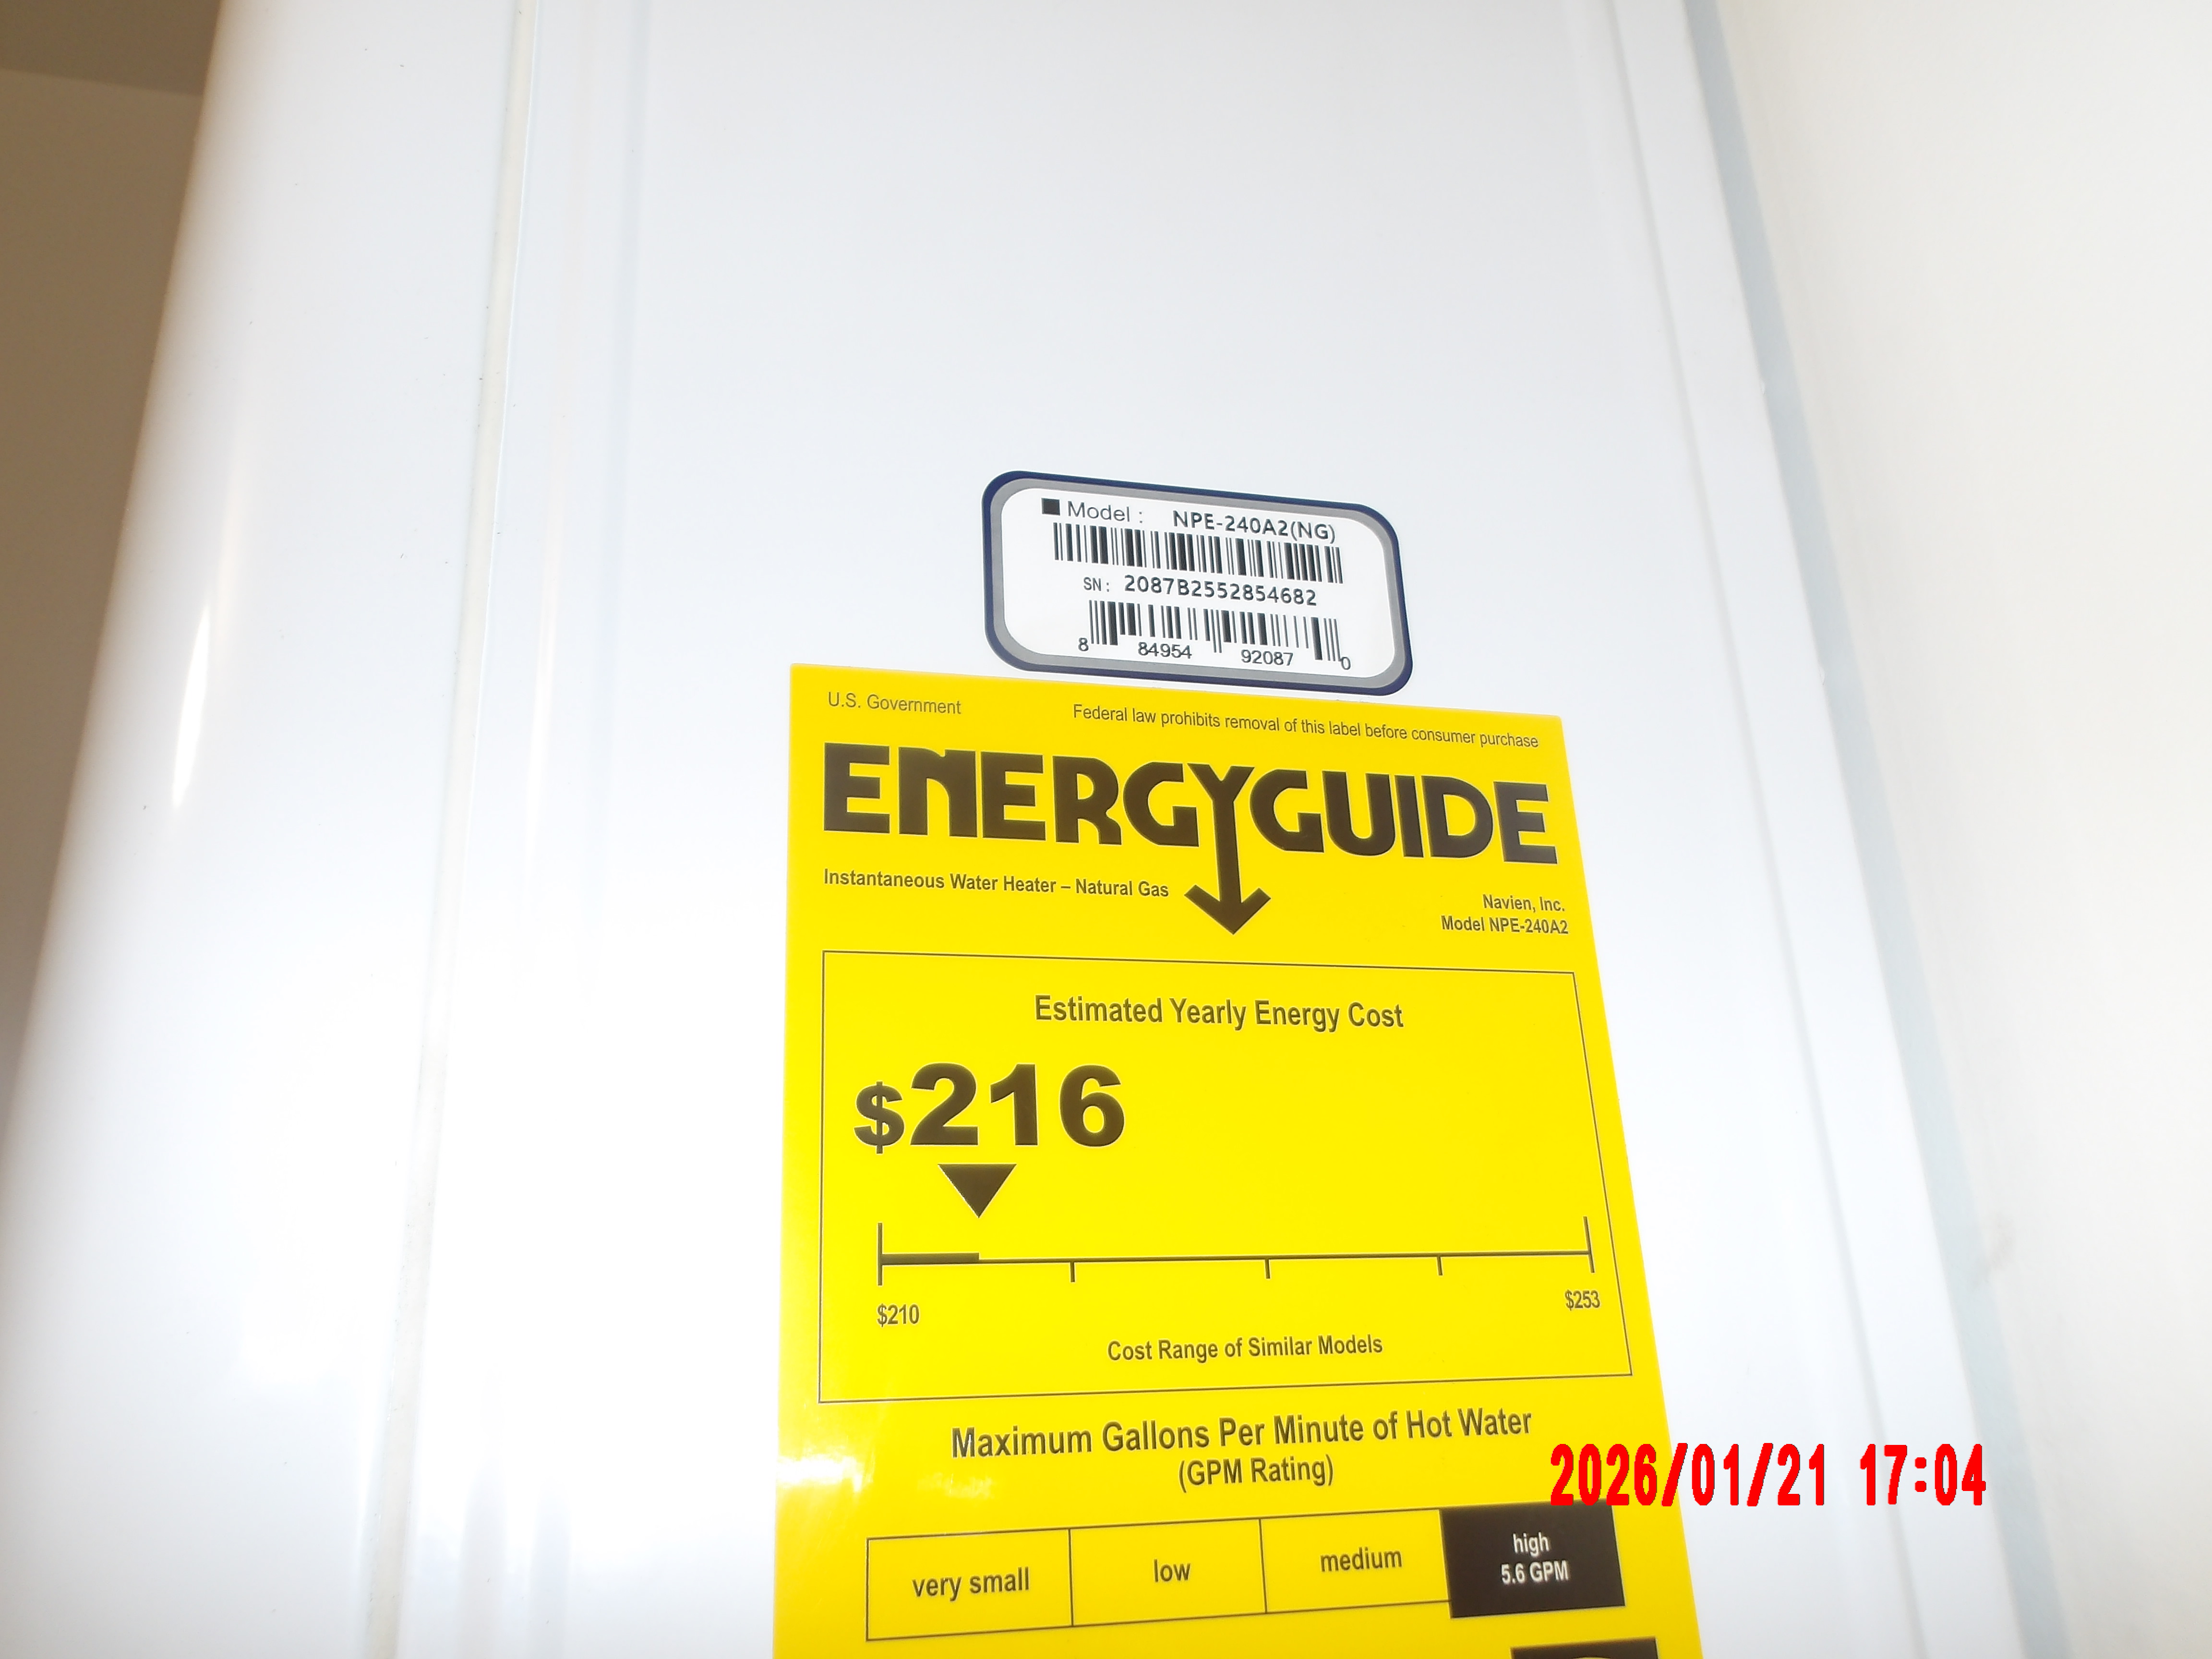 ■ Model : NPE-240A2(NG)
SN: 2087B2552854682
8 84954 92087 0
U.S. Government
Federal law prohibits removal of this label before consumer purchase
ENERGYGUIDE
Instantaneous Water Heater – Natural Gas
Navien, Inc.
Model NPE-240A2
Estimated Yearly Energy Cost
$216
$210
$253
Cost Range of Similar Models
Maximum Gallons Per Minute of Hot Water
(GPM Rating)
very small
low
medium
high
5.6 GPM
2026/01/21 17:04